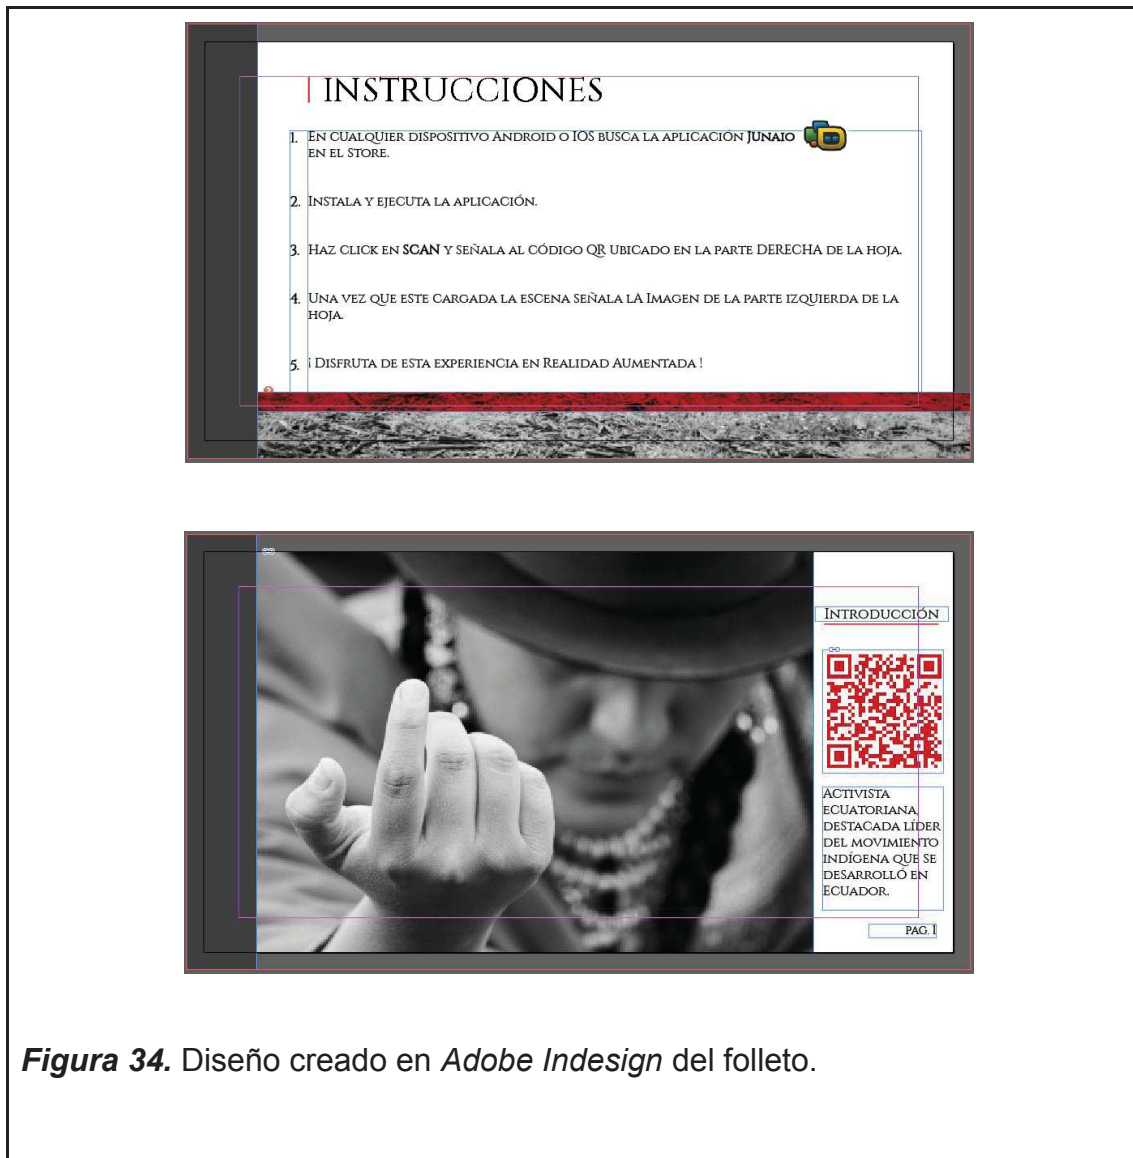 INSTRUCCIONES
1. En cualquier dispositivo Android o IOS busca la aplicación Junaio
en el store.
2. Instala y ejecuta la aplicación.
3. Haz click en SCAN y señala al código QR ubicado en la parte DERECHA de la hoja.
4. Una vez que este cargada la escena señala lA Imagen de la parte izquierda de la
hoja.
5. ¡ Disfruta de esta experiencia en Realidad Aumentada !
Introducción
Activista
ecuatoriana,
destacada líder
del movimiento
indígena que se
desarrolló en
Ecuador.
pag. 1
Figura 34. Diseño creado en Adobe Indesign del folleto.